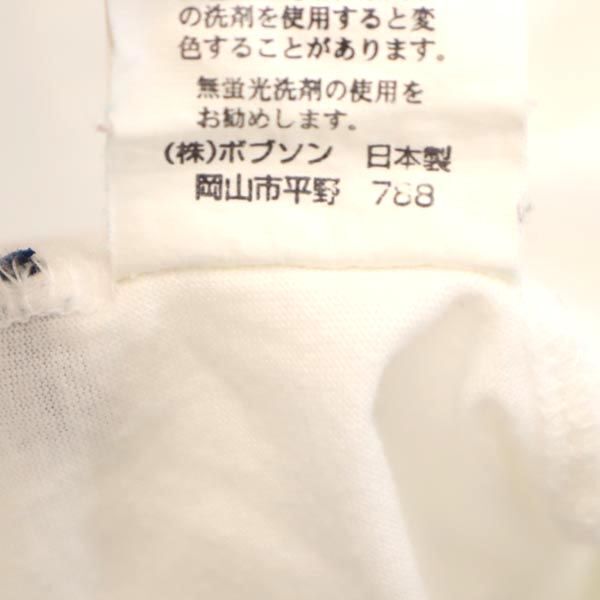 の洗剤を使用すると変
色することがあります。
無蛍光洗剤の使用を
お勧めします。
(株)ボブソン 日本製
岡山市平野 788